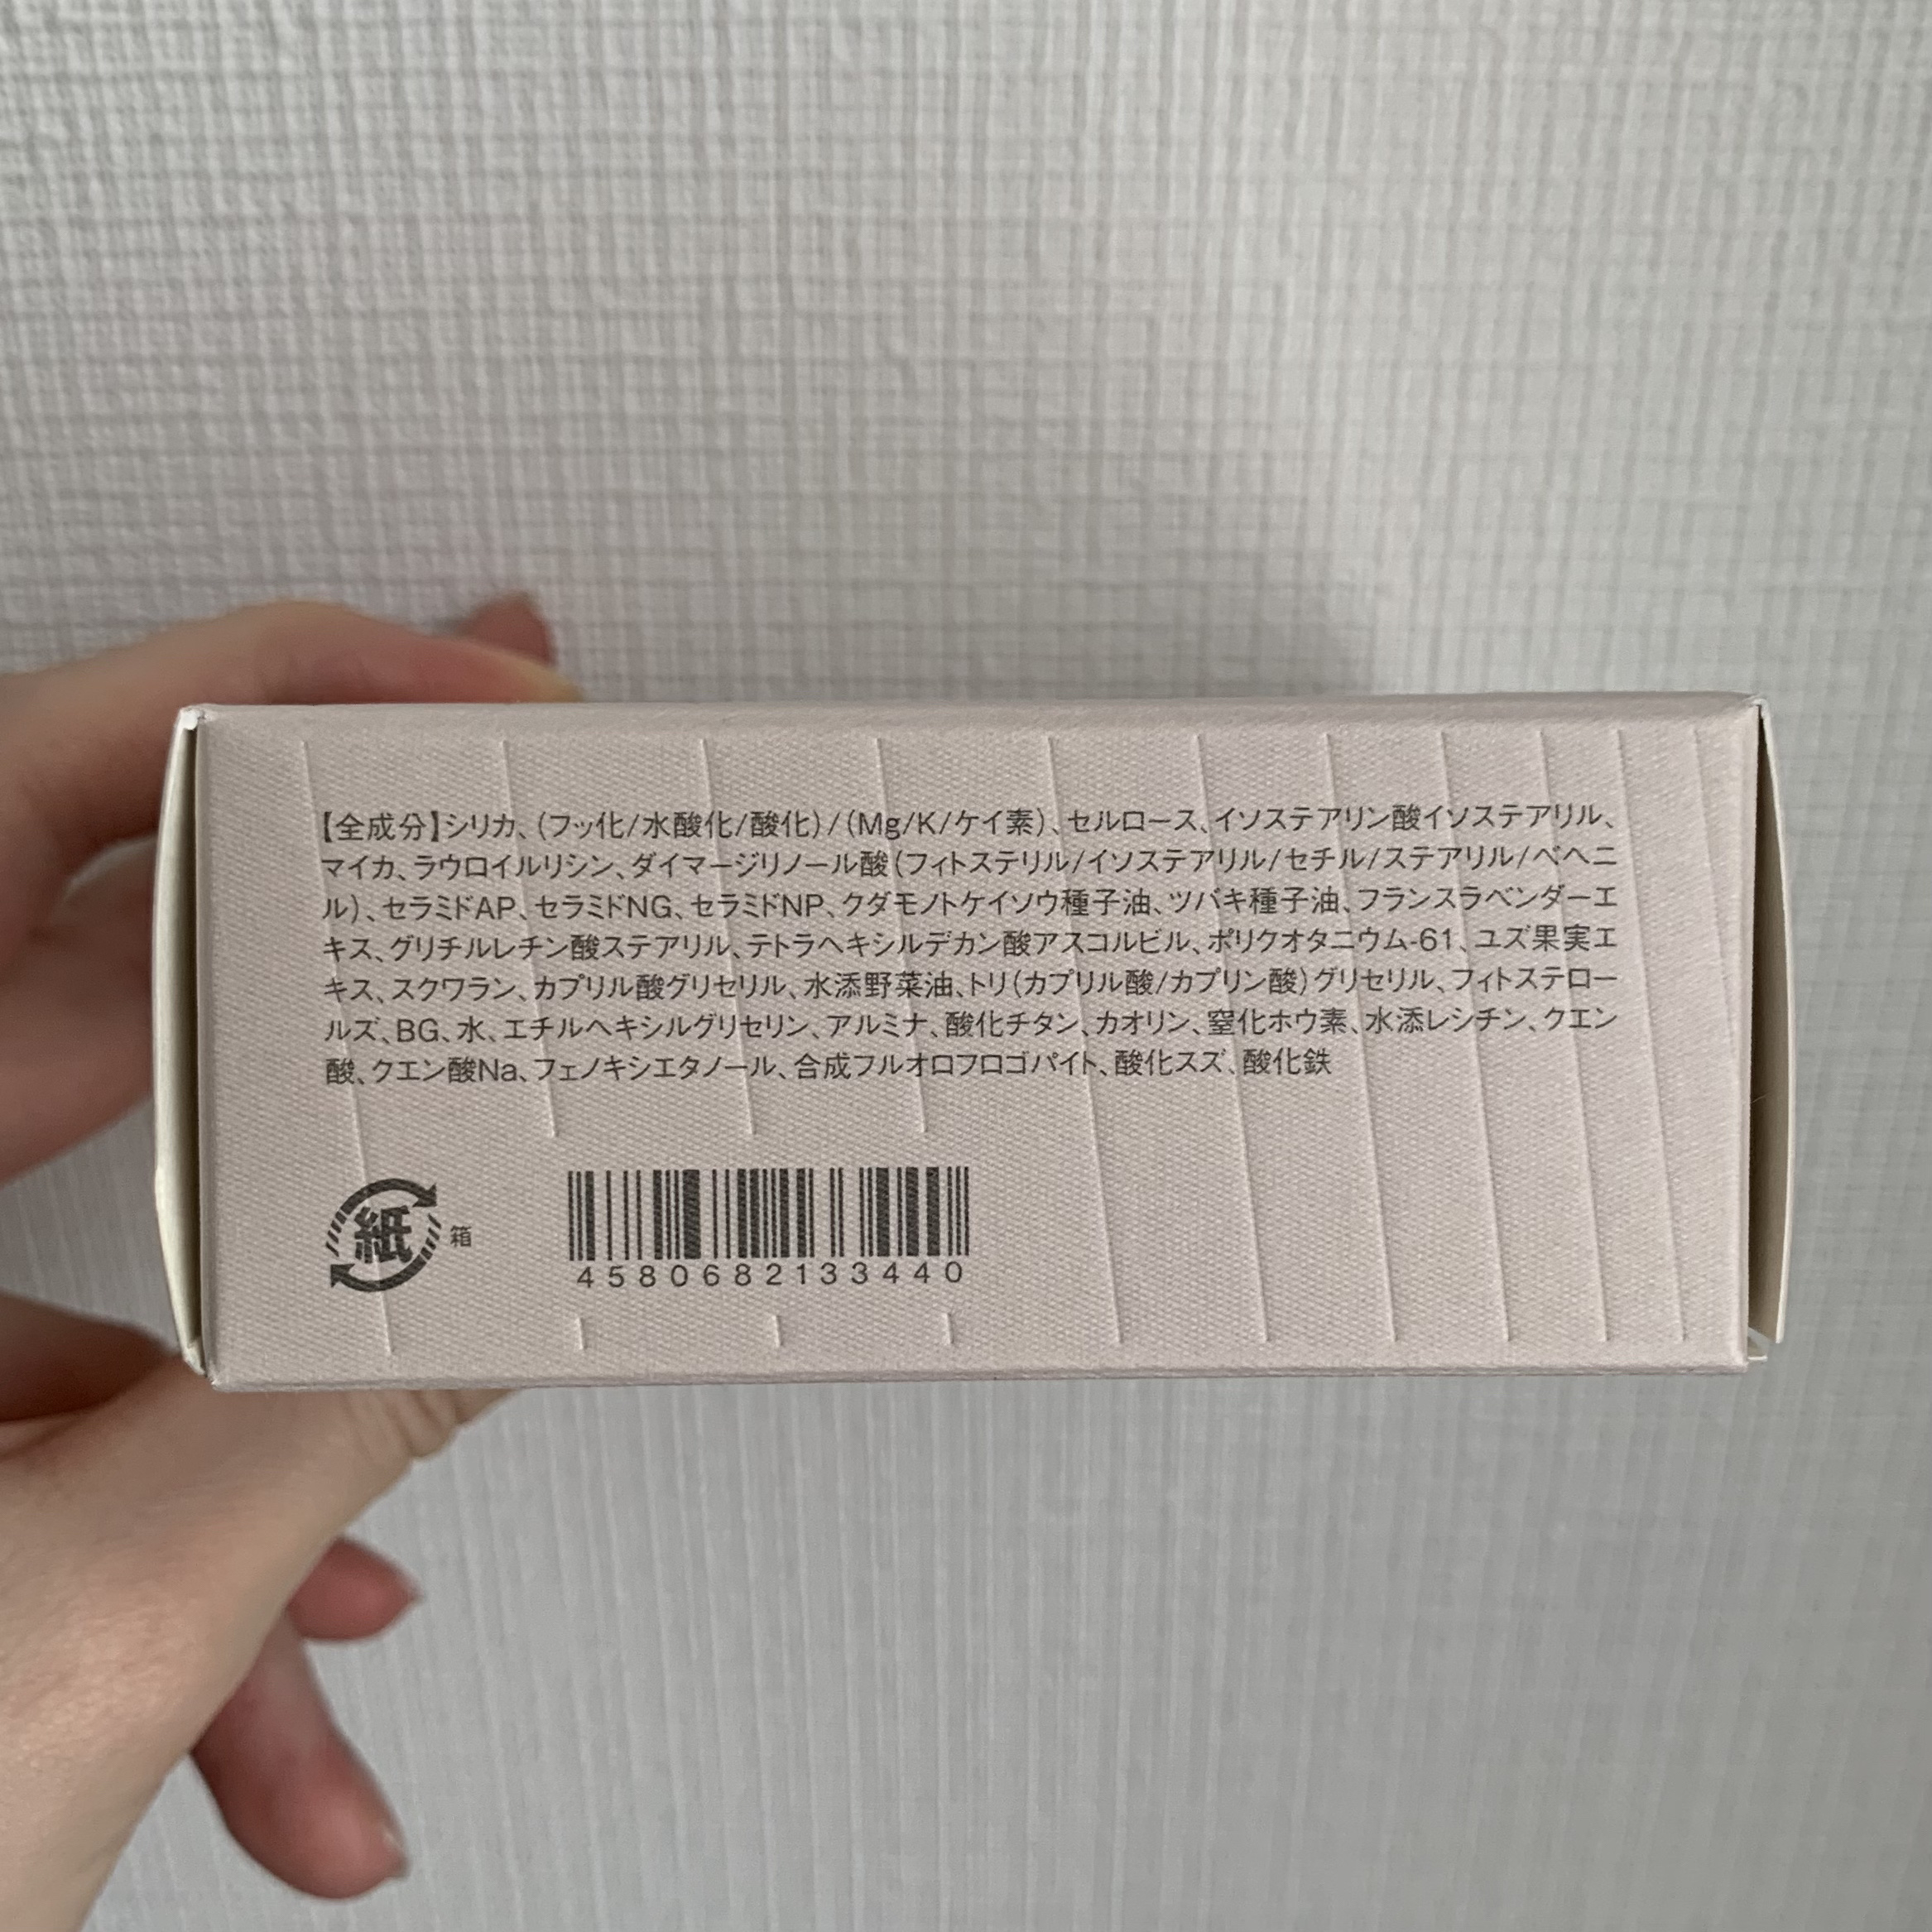 【全成分】シリカ、(フッ化/水酸化/酸化)/(Mg/K/ケイ素)、セルロース、イソステアリン酸イソステアリル、
マイカ、ラウロイルリシン、ダイマージリノール酸(フィトステリル/イソステアリル/セチル/ステアリル/ベヘニ
ル)、セラミドAP、セラミドNG、セラミドNP、クダモノトケイソウ種子油、ツバキ種子油、フランスラベンダーエ
キス、グリチルレチン酸ステアリル、テトラヘキシルデカン酸アスコルビル、ポリクオタニウム-61、ユズ果実エ
キス、スクワラン、カプリル酸グリセリル、水添野菜油、トリ(カプリル酸/カプリン酸)グリセリル、フィトステロー
ルズ、BG、水、エチルヘキシルグリセリン、アルミナ、酸化チタン、カオリン、窒化ホウ素、水添レシチン、クエン
酸、クエン酸Na、フェノキシエタノール、合成フルオロフロゴパイト、酸化スズ、酸化鉄
紙 箱
4580682133440